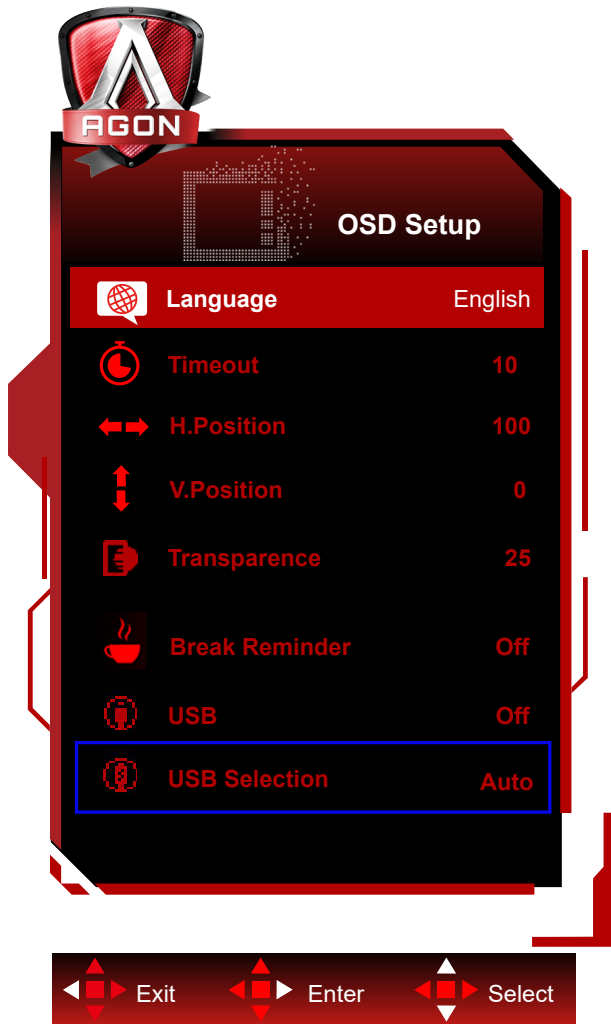 AGON
OSD Setup
Language English
Timeout 10
H.Position 100
V.Position 0
Transparence 25
Break Reminder Off
USB Off
USB Selection Auto
Exit Enter Select